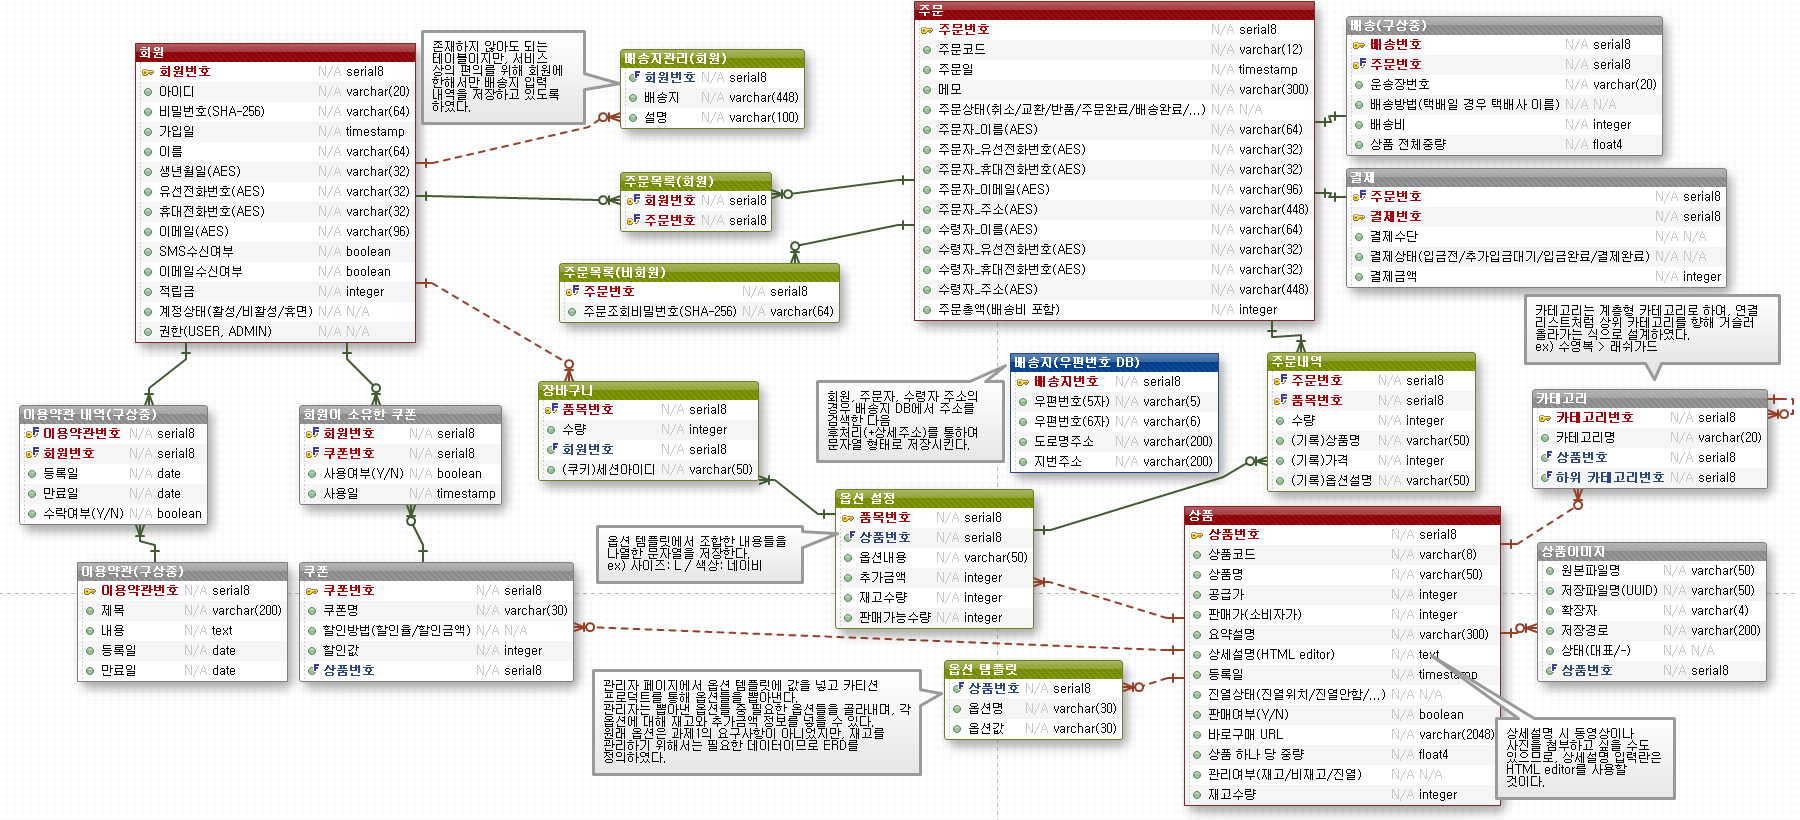 회원
회원번호 N/A serial8
아이디 N/A varchar(20)
비밀번호(SHA-256) N/A varchar(64)
가입일 N/A timestamp
이름 N/A varchar(64)
생년월일(AES) N/A varchar(32)
유선전화번호(AES) N/A varchar(32)
휴대전화번호(AES) N/A varchar(32)
이메일(AES) N/A varchar(96)
SMS수신여부 N/A boolean
이메일수신여부 N/A boolean
적립금 N/A integer
계정상태(활성/비활성/휴면) N/A N/A
권한(USER, ADMIN) N/A N/A
존재하지 않아도 되는
테이블이지만, 서비스
상의 편의를 위해 회원에
한해서만 배송지 입력
내역을 저장하고 있도록
하였다.
배송지관리(회원)
회원번호 N/A serial8
배송지 N/A varchar(448)
설명 N/A varchar(100)
주문목록(회원)
회원번호 N/A serial8
주문번호 N/A serial8
주문목록(비회원)
주문번호 N/A serial8
주문조회비밀번호(SHA-256) N/A varchar(64)
주문
주문번호 N/A serial8
주문코드 N/A varchar(12)
주문일 N/A timestamp
메모 N/A varchar(300)
주문상태(취소/교환/반품/주문완료/배송완료/...) N/A N/A
주문자_이름(AES) N/A varchar(64)
주문자_유선전화번호(AES) N/A varchar(32)
주문자_휴대전화번호(AES) N/A varchar(32)
주문자_이메일(AES) N/A varchar(96)
주문자_주소(AES) N/A varchar(448)
수령자_이름(AES) N/A varchar(64)
수령자_유선전화번호(AES) N/A varchar(32)
수령자_휴대전화번호(AES) N/A varchar(32)
수령자_주소(AES) N/A varchar(448)
주문총액(배송비 포함) N/A integer
배송(구상중)
배송번호 N/A serial8
주문번호 N/A serial8
운송장번호 N/A varchar(20)
배송방법(택배일 경우 택배사 이름) N/A N/A
배송비 N/A integer
상품 전체중량 N/A float4
결제
주문번호 N/A serial8
결제번호 N/A serial8
결제수단 N/A N/A
결제상태(입금전/추가입금대기/입금완료/결제완료) N/A N/A
결제금액 N/A integer
카테고리는 계층형 카테고리로 하며, 연결
리스트처럼 상위 카테고리를 향해 거슬러
올라가는 식으로 설계하였다.
ex) 수영복 > 래쉬가드
이용약관 내역(구상중)
이용약관번호 N/A serial8
회원번호 N/A serial8
등록일 N/A date
만료일 N/A date
수락여부(Y/N) N/A boolean
회원이 소유한 쿠폰
회원번호 N/A serial8
쿠폰번호 N/A serial8
사용여부(Y/N) N/A boolean
사용일 N/A timestamp
장바구니
품목번호 N/A serial8
수량 N/A integer
회원번호 N/A serial8
(쿠키)세션아이디 N/A varchar(50)
회원, 주문자, 수령자 주소의
경우 배송지 DB에서 주소를
검색한 다음
후처리(+상세주소)를 통하여
문자열 형태로 저장시킨다.
배송지(우편번호 DB)
배송지번호 N/A serial8
우편번호(5자) N/A varchar(5)
우편번호(6자) N/A varchar(6)
도로명주소 N/A varchar(200)
지번주소 N/A varchar(200)
주문내역
주문번호 N/A serial8
품목번호 N/A serial8
수량 N/A integer
(기록)상품명 N/A varchar(50)
(기록)가격 N/A integer
(기록)옵션설명 N/A varchar(50)
카테고리
카테고리번호 N/A serial8
카테고리명 N/A varchar(20)
상품번호 N/A serial8
하위 카테고리번호 N/A serial8
이용약관(구상중)
이용약관번호 N/A serial8
제목 N/A varchar(200)
내용 N/A text
등록일 N/A date
만료일 N/A date
쿠폰
쿠폰번호 N/A serial8
쿠폰명 N/A varchar(30)
할인방법(할인율/할인금액) N/A N/A
할인값 N/A integer
상품번호 N/A serial8
옵션 템플릿에서 조합한 내용들을
나열한 문자열을 저장한다.
ex) 사이즈: L / 색상: 네이비
옵션 설정
품목번호 N/A serial8
상품번호 N/A serial8
옵션내용 N/A varchar(50)
추가금액 N/A integer
재고수량 N/A integer
판매가능수량 N/A integer
관리자 페이지에서 옵션 템플릿에 값을 넣고 카티션
프로덕트를 통해 옵션들을 뽑아낸다.
관리자는 뽑아낸 옵션들 중 필요한 옵션들을 골라내며, 각
옵션에 대해 재고와 추가금액 정보를 넣을 수 있다.
원래 옵션은 과제1의 요구사항이 아니었지만, 재고를
관리하기 위해서는 필요한 데이터이므로 ERD를
정의하였다.
옵션 템플릿
상품번호 N/A serial8
옵션명 N/A varchar(30)
옵션값 N/A varchar(30)
상품
상품번호 N/A serial8
상품코드 N/A varchar(8)
상품명 N/A varchar(50)
공급가 N/A integer
판매가(소비자가) N/A integer
요약설명 N/A varchar(300)
상세설명(HTML editor) N/A text
등록일 N/A timestamp
진열상태(진열위치/진열안함/...) N/A N/A
판매여부(Y/N) N/A boolean
바로구매 URL N/A varchar(2048)
상품 하나 당 중량 N/A float4
관리여부(재고/비재고/진열) N/A N/A
재고수량 N/A integer
상품이미지
원본파일명 N/A varchar(50)
저장파일명(UUID) N/A varchar(50)
확장자 N/A varchar(4)
저장경로 N/A varchar(200)
상태(대표/-) N/A N/A
상품번호 N/A serial8
상세설명 시 동영상이나
사진을 첨부하고 싶을 수도
있으므로, 상세설명 입력란은
HTML editor를 사용할
것이다.